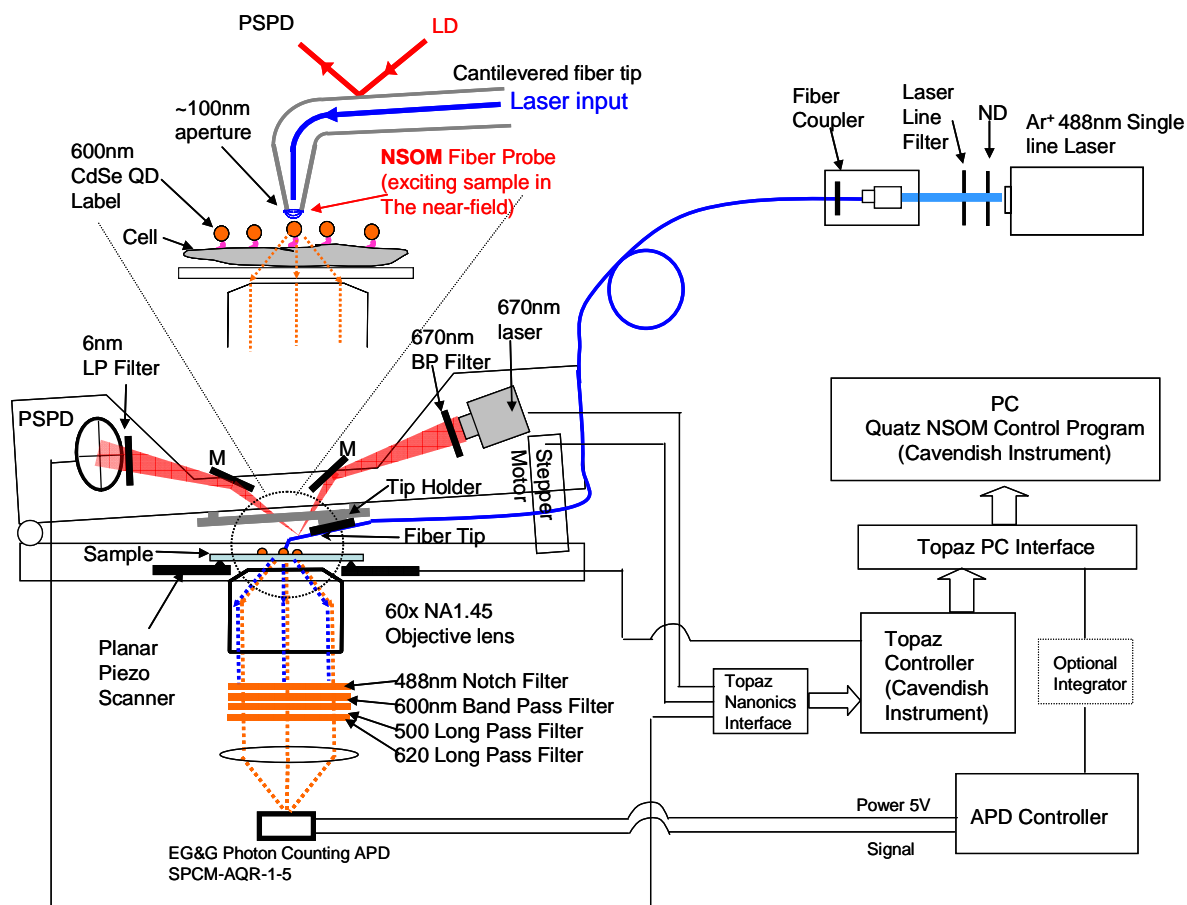 PSPD
LD
Cantilevered fiber tip
Laser input
~100nm
aperture
600nm
CdSe QD
Label
NSOM Fiber Probe
(exciting sample in
The near-field)
Cell
Fiber
Coupler
Laser
Line
Filter
ND
Ar+ 488nm Single
line Laser
6nm
LP Filter
670nm
BP Filter
670nm
laser
PSPD
M
M
Stepper
Motor
Tip Holder
Fiber Tip
Sample
Planar
Piezo
Scanner
60x NA1.45
Objective lens
488nm Notch Filter
600nm Band Pass Filter
500 Long Pass Filter
620 Long Pass Filter
EG&G Photon Counting APD
SPCM-AQR-1-5
PC
Quatz NSOM Control Program
(Cavendish Instrument)
Topaz PC Interface
Topaz
Controller
(Cavendish
Instrument)
Topaz
Nanonics
Interface
Optional
Integrator
Power 5V
Signal
APD Controller